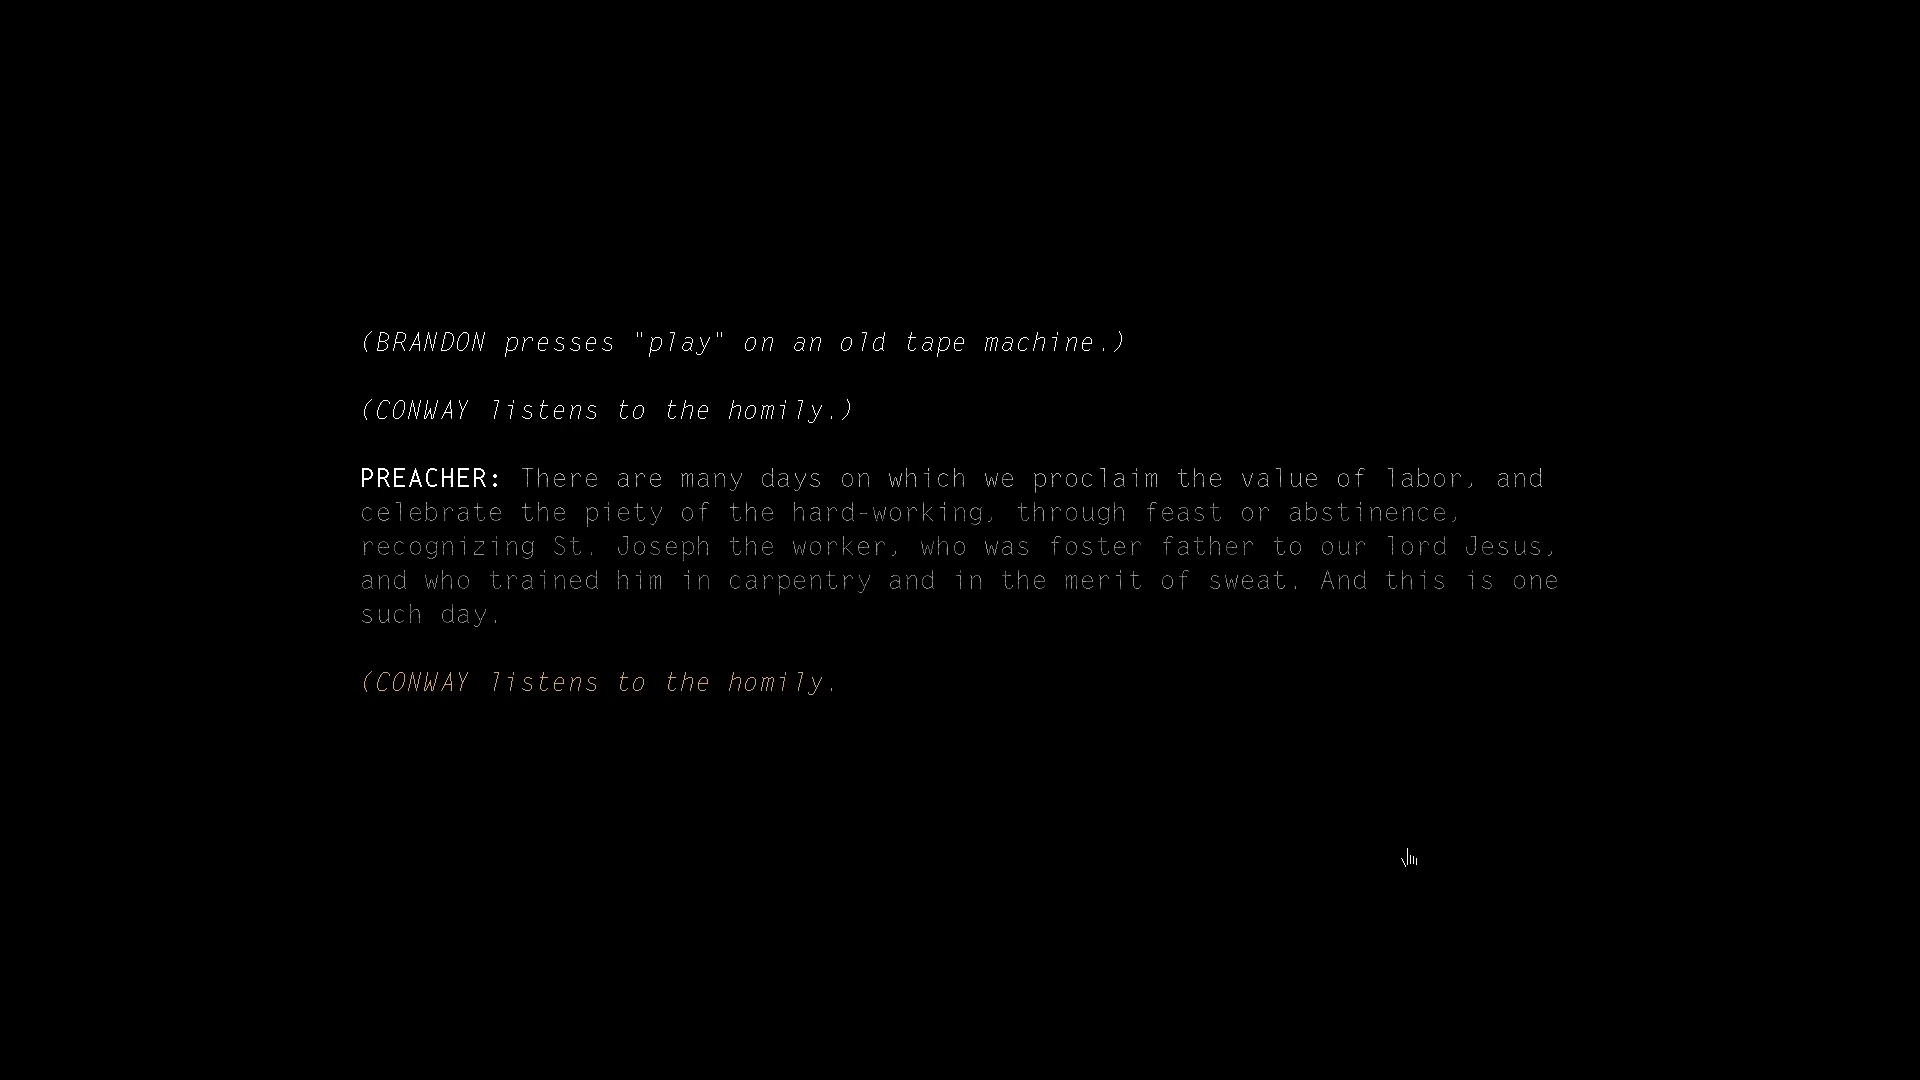 (BRANDON presses "play" on an old tape machine.)
(CONWAY listens to the homily.)
PREACHER: There are many days on which we proclaim the value of labor, and
celebrate the piety of the hard-working, through feast or abstinence,
recognizing St. Joseph the worker, who was foster father to our lord Jesus,
and who trained him in carpentry and in the merit of sweat. And this is one
such day.
(CONWAY listens to the homily.